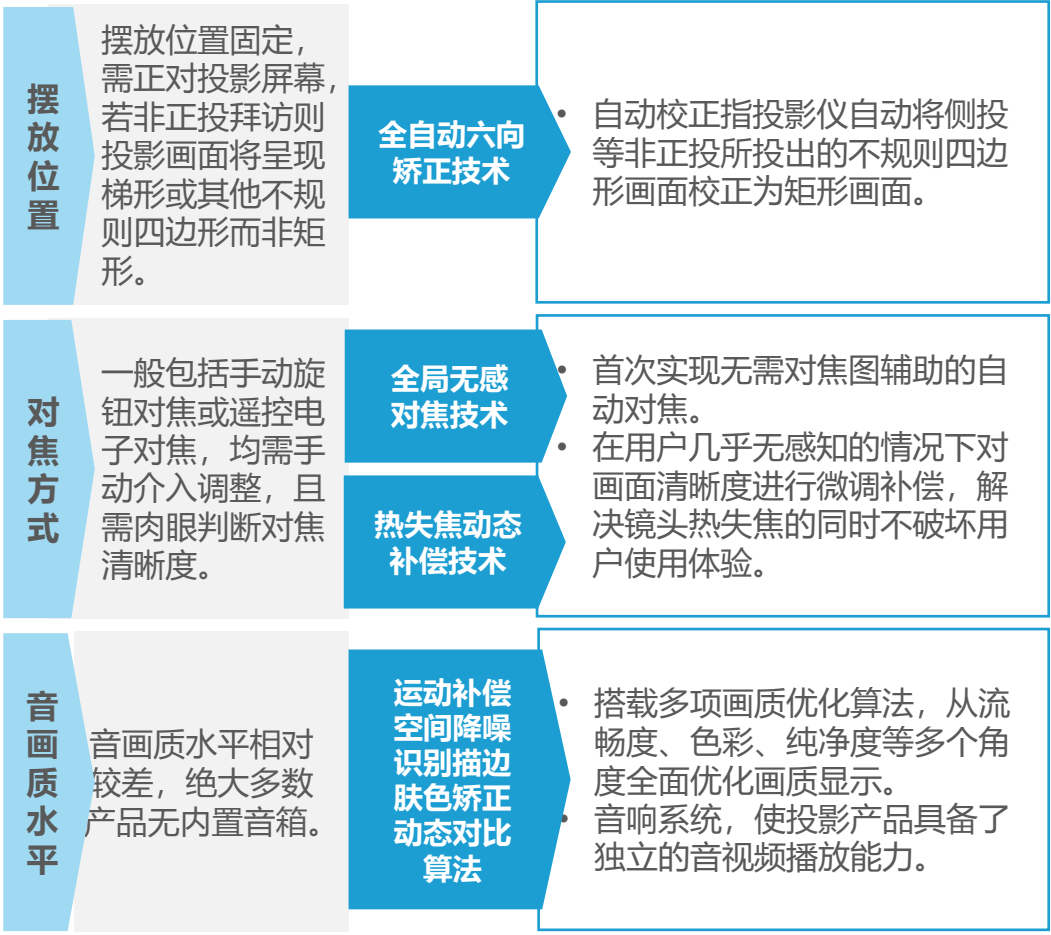 摆
放
位
置
摆放位置固定，
需正对投影屏幕，
若非正投拜访则
投影画面将呈现
梯形或其他不规
则四边形而非矩
形。
全自动六向
矫正技术
• 自动校正指投影仪自动将侧投
等非正投所投出的不规则四边
形画面校正为矩形画面。
对
焦
方
式
一般包括手动旋
钮对焦或遥控电
子对焦，均需手
动介入调整，且
需肉眼判断对焦
清晰度。
全局无感
对焦技术
热失焦动态
补偿技术
• 首次实现无需对焦图辅助的自
动对焦。
• 在用户几乎无感知的情况下对
画面清晰度进行微调补偿，解
决镜头热失焦的同时不破坏用
户使用体验。
音
画
质
水
平
音画质水平相对
较差，绝大多数
产品无内置音箱。
运动补偿
空间降噪
识别描边
肤色矫正
动态对比
算法
• 搭载多项画质优化算法，从流
畅度、色彩、纯净度等多个角
度全面优化画质显示。
• 音响系统，使投影产品具备了
独立的音视频播放能力。